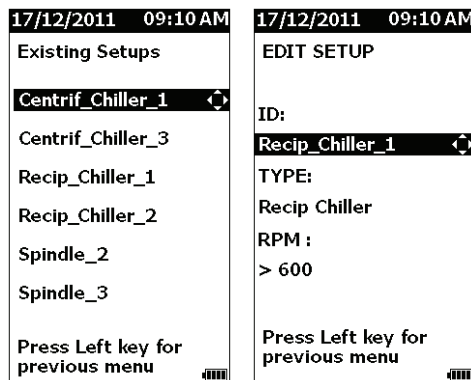 17/12/2011 09:10 AM
Existing Setups
Centrif_Chiller_1
Centrif_Chiller_3
Recip_Chiller_1
Recip_Chiller_2
Spindle_2
Spindle_3
Press Left key for
previous menu
17/12/2011 09:10 AM
EDIT SETUP
ID:
Recip_Chiller_1
TYPE:
Recip Chiller
RPM :
> 600
Press Left key for
previous menu